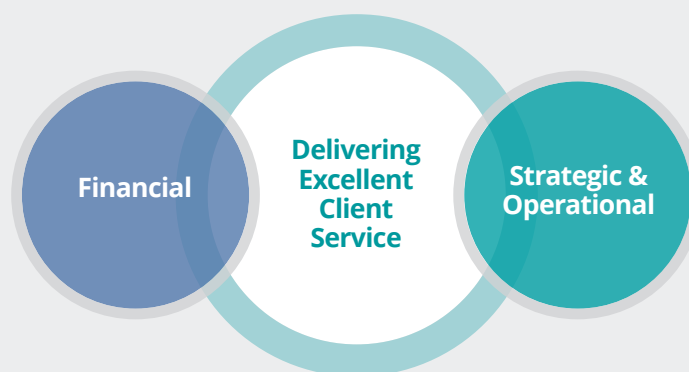 Financial
Delivering
Excellent
Client
Service
Strategic &
Operational